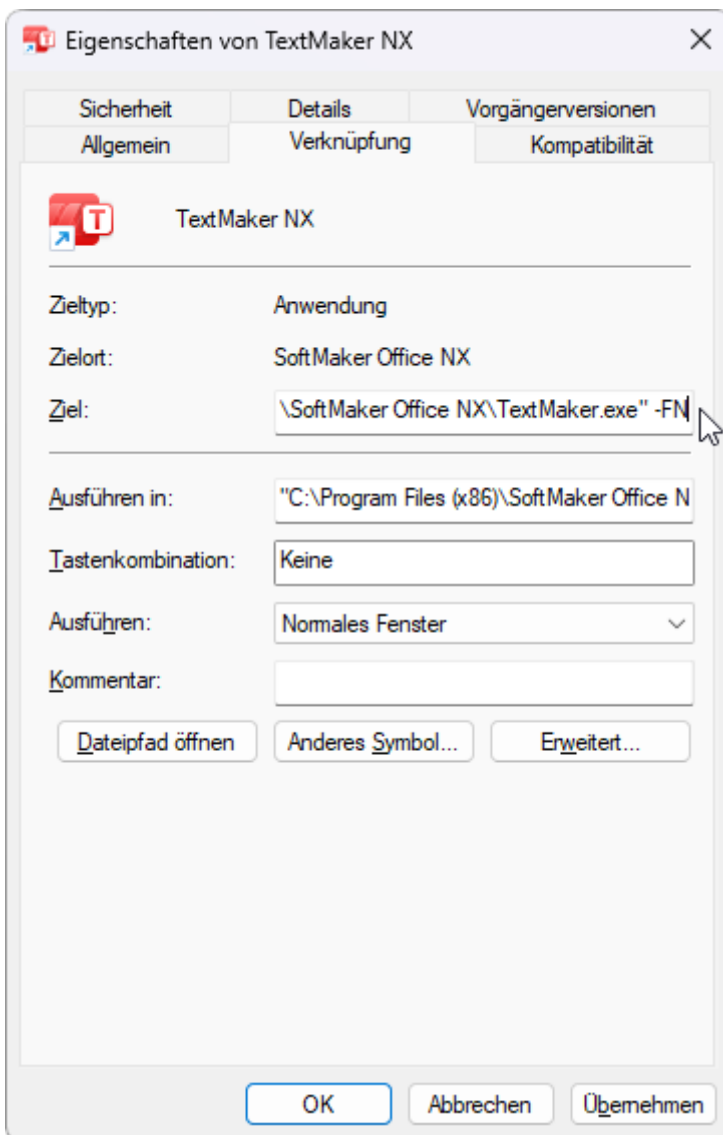 Eigenschaften von TextMaker NX
Sicherheit Details Vorgängerversionen
Allgemein Verknüpfung Kompatibilität
T TextMaker NX
Zieltyp: Anwendung
Zielort: SoftMaker Office NX
Ziel: \SoftMaker Office NX\TextMaker.exe" -FN
Ausführen in: "C:\Program Files (x86)\SoftMaker Office N
Tastenkombination: Keine
Ausführen: Normales Fenster
Kommentar:
Dateipfad öffnen Anderes Symbol... Erweitert...
OK Abbrechen Übernehmen